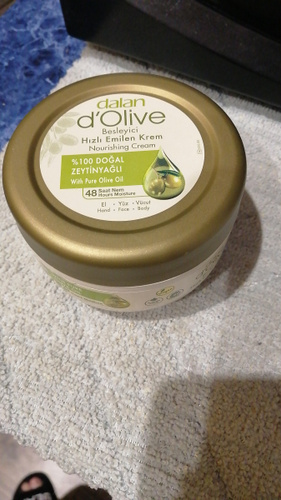 dalan
d'Olive
Besleyici
Hızlı Emilen Krem
Nourishing Cream
%100 DOĞAL
ZEYTİNYAĞLI
With Pure Olive Oil
48 Saat Nem
Hours Moisture
El • Yüz • Vücut
Hand • Face • Body